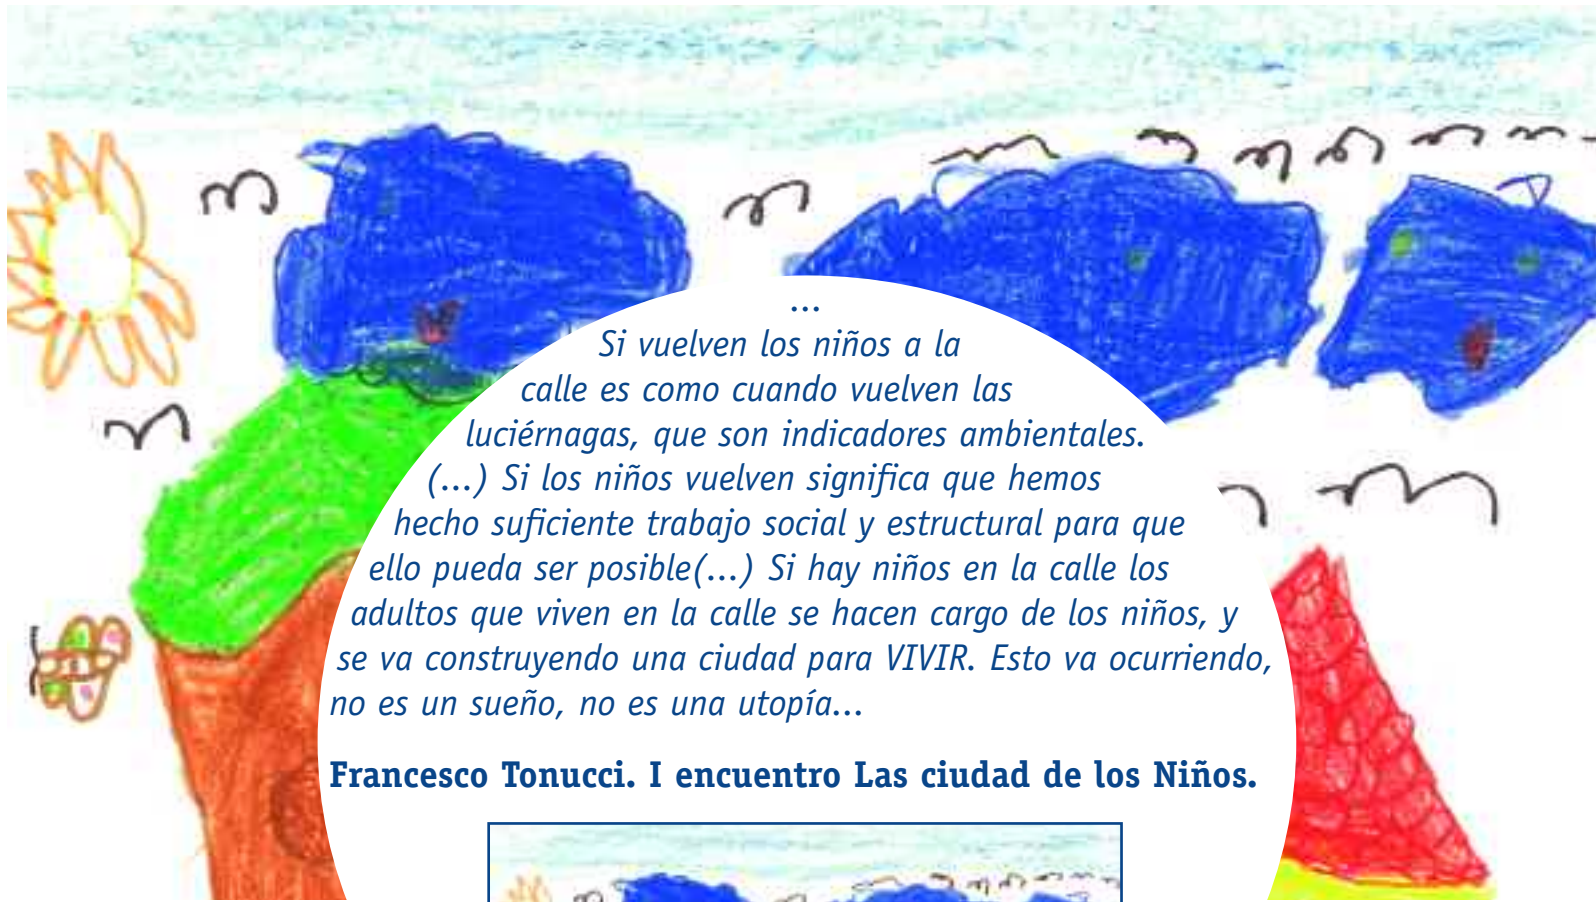 ...
Si vuelven los niños a la
calle es como cuando vuelven las
luciérnagas, que son indicadores ambientales.
(...) Si los niños vuelven significa que hemos
hecho suficiente trabajo social y estructural para que
ello pueda ser posible(...) Si hay niños en la calle los
adultos que viven en la calle se hacen cargo de los niños, y
se va construyendo una ciudad para VIVIR. Esto va ocurriendo,
no es un sueño, no es una utopía...
Francesco Tonucci. I encuentro Las ciudad de los Niños.